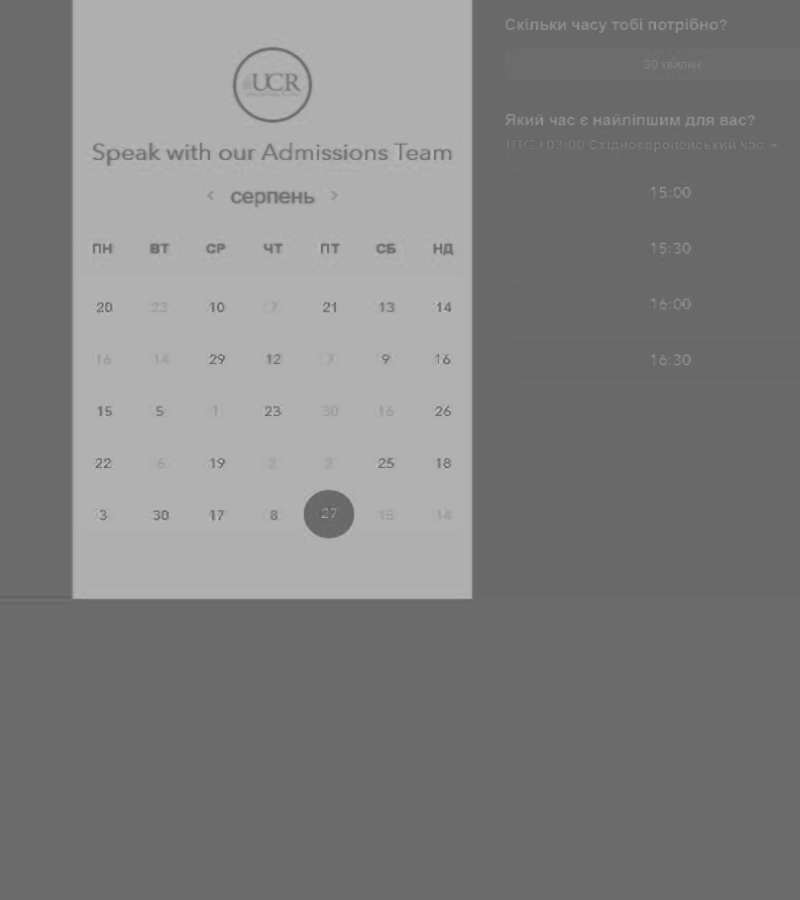 UCR
Speak with our Admissions Team
‹ серпень ›
ПН ВТ СР ЧТ ПТ СБ НД
20 23 10 7 21 13 14
16 14 29 12 7 9 16
15 5 1 23 30 16 26
22 6 19 2 2 25 18
3 30 17 8 27 15 14
Скільки часу тобі потрібно?
30 хвилин
Який час є найліпшим для вас?
UTC +03:00 Східноєвропейський час
15:00
15:30
16:00
16:30